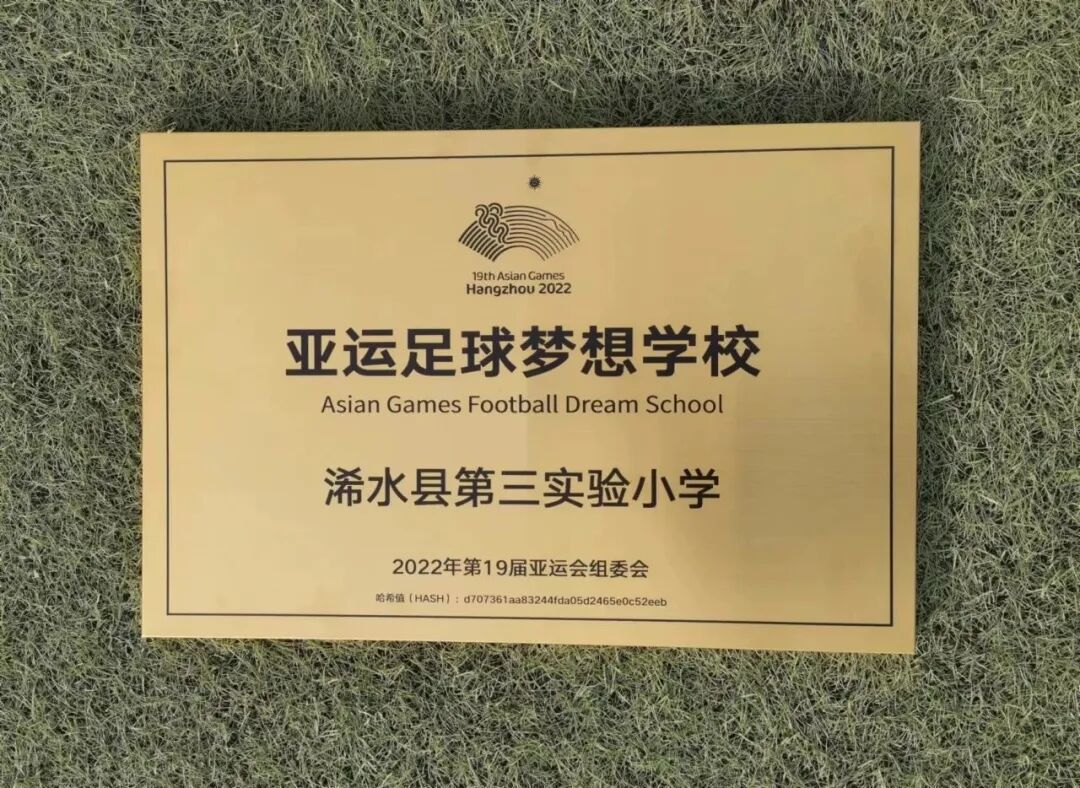 19th Asian Games
Hangzhou 2022
亚运足球梦想学校
Asian Games Football Dream School
浠水县第三实验小学
2022年第19届亚运会组委会
哈希值（HASH）：d707361aa83244fda05d2465e0c52eeb